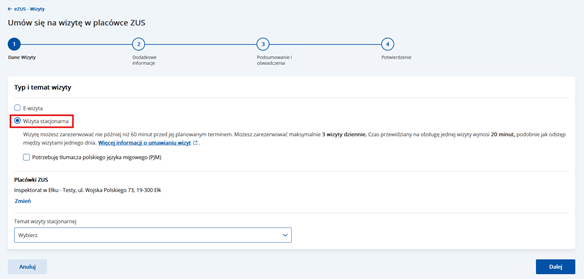 ← eZUS - Wizyty
Umów się na wizytę w placówce ZUS
1
2
3
4
Dane Wizyty
Dodatkowe
informacje
Podsumowanie i
oświadczenia
Potwierdzenie
Typ i temat wizyty
E-wizyta
Wizyta stacjonarna
Wizytę możesz zarezerwować nie później niż 60 minut przed jej planowanym terminem. Możesz zarezerwować maksymalnie 3 wizyty dziennie. Czas przewidziany na obsługę jednej wizyty wynosi 20 minut, podobnie jak odstęp
między wizytami jednego dnia. Więcej informacji o umawianiu wizyt
Potrzebuję tłumacza polskiego języka migowego (PJM)
Placówki ZUS
Inspektorat w Ełku - Testy, ul. Wojska Polskiego 73, 19-300 Ełk
Zmień
Temat wizyty stacjonarnej
Wybierz
Anuluj
Dalej